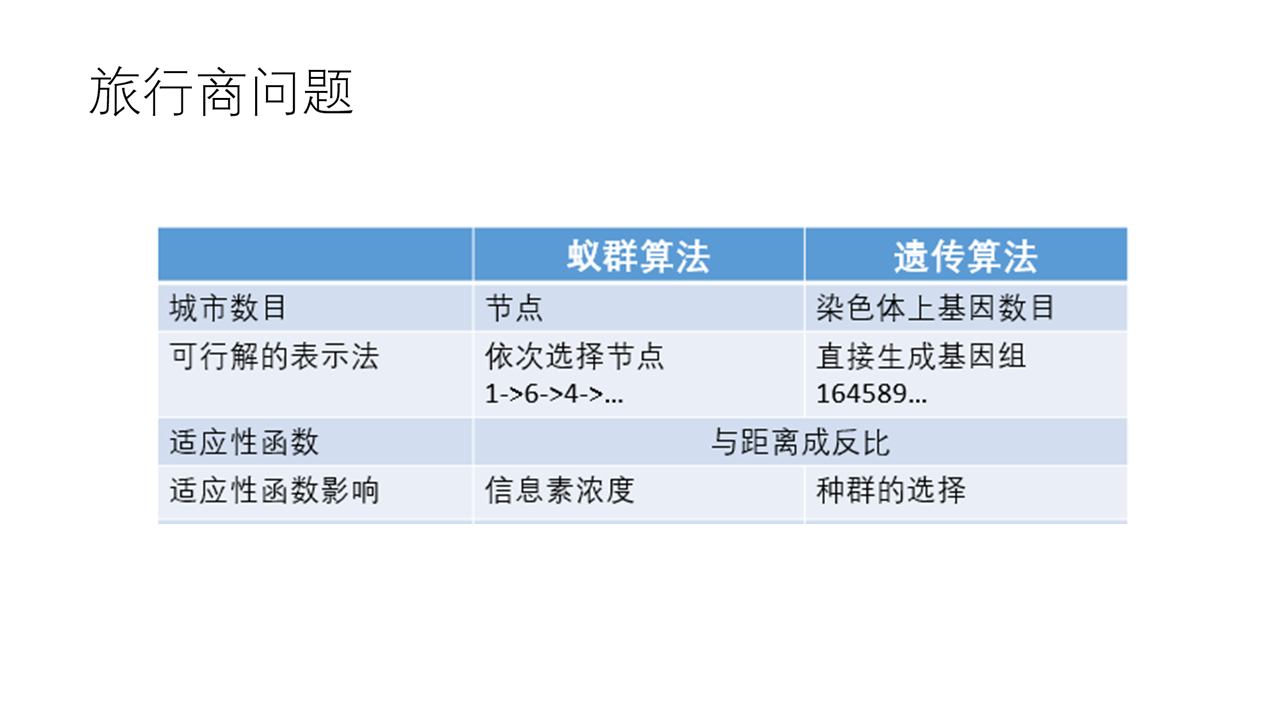 旅行商问题
蚁群算法 遗传算法
城市数目 节点 染色体上基因数目
可行解的表示法 依次选择节点 直接生成基因组
1->6->4->... 164589...
适应性函数 与距离成反比
适应性函数影响 信息素浓度 种群的选择